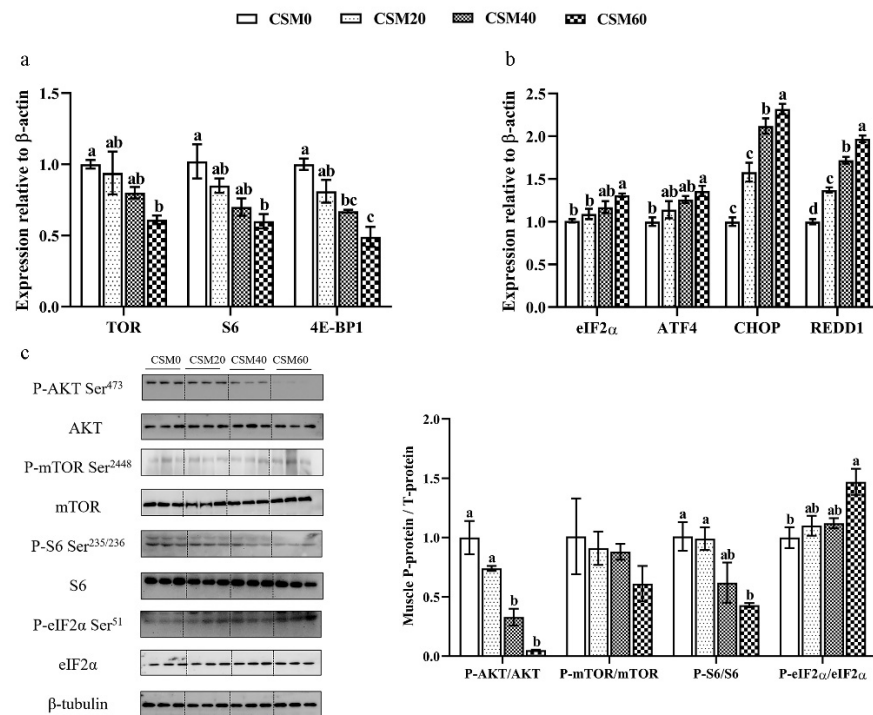 CSM0 CSM20 CSM40 CSM60
a
Expression relative to β-actin
1.5
1.0
0.5
0.0
a ab ab b
a ab ab b
a ab bc c
TOR S6 4E-BP1
b
Expression relative to β-actin
2.5
2.0
1.5
1.0
0.5
0.0
b b ab a
b ab ab a
c c b a
d c b a
eIF2α ATF4 CHOP REDD1
c
CSM0 CSM20 CSM40 CSM60
P-AKT Ser473
AKT
P-mTOR Ser2448
mTOR
P-S6 Ser235/236
S6
P-eIF2α Ser51
eIF2α
β-tubulin
Muscle P-protein / T-protein
2.0
1.5
1.0
0.5
0.0
a a b b
a a ab b
b ab ab a
P-AKT/AKT P-mTOR/mTOR P-S6/S6 P-eIF2α/eIF2α